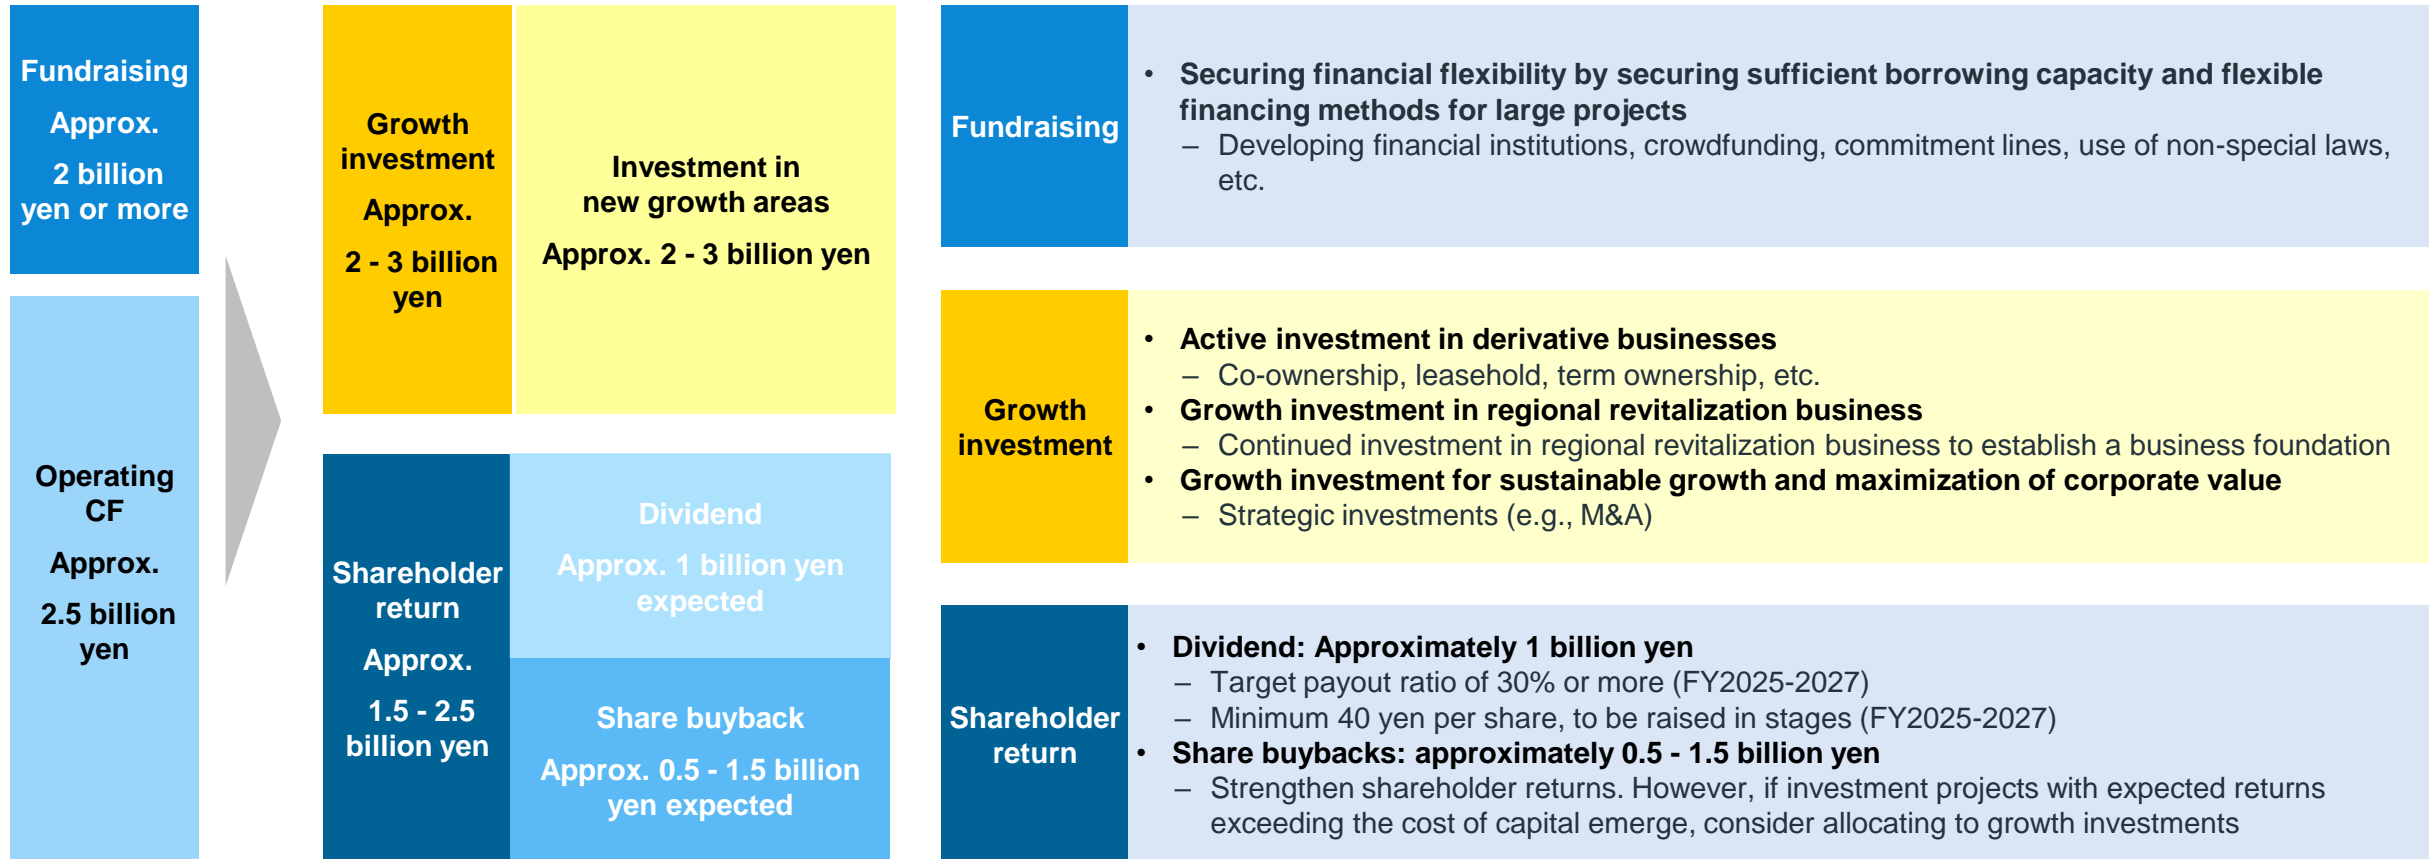 Fundraising
Approx.
2 billion
yen or more
Operating
CF
Approx.
2.5 billion
yen
Growth
investment
Approx.
2 - 3 billion
yen
Investment in
new growth areas
Approx. 2 - 3 billion yen
Shareholder
return
Approx.
1.5 - 2.5
billion yen
Dividend
Approx. 1 billion yen
expected
Share buyback
Approx. 0.5 - 1.5 billion
yen expected
Fundraising
• Securing financial flexibility by securing sufficient borrowing capacity and flexible
financing methods for large projects
– Developing financial institutions, crowdfunding, commitment lines, use of non-special laws,
etc.
Growth
investment
• Active investment in derivative businesses
– Co-ownership, leasehold, term ownership, etc.
• Growth investment in regional revitalization business
– Continued investment in regional revitalization business to establish a business foundation
• Growth investment for sustainable growth and maximization of corporate value
– Strategic investments (e.g., M&A)
Shareholder
return
• Dividend: Approximately 1 billion yen
– Target payout ratio of 30% or more (FY2025-2027)
– Minimum 40 yen per share, to be raised in stages (FY2025-2027)
• Share buybacks: approximately 0.5 - 1.5 billion yen
– Strengthen shareholder returns. However, if investment projects with expected returns
exceeding the cost of capital emerge, consider allocating to growth investments